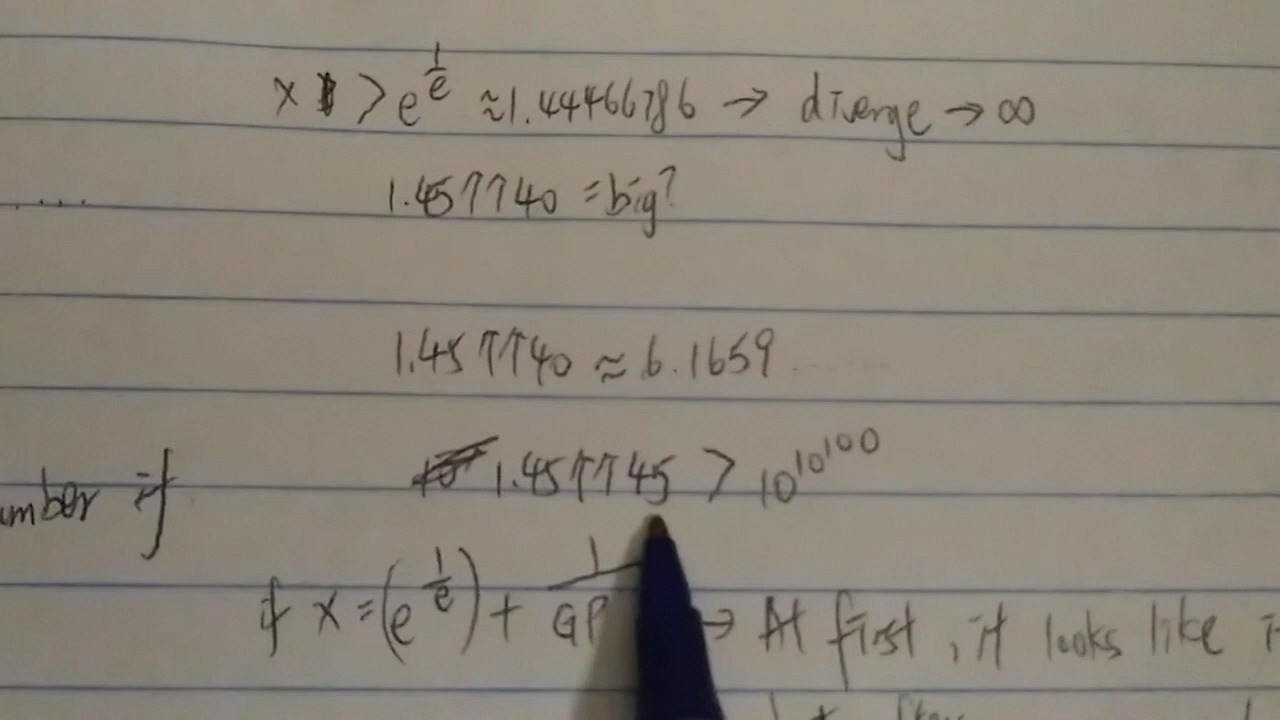 x > e^(1/e) ≈1.44466786 → diverge → ∞
..... 1.45↑↑40 = big?
1.45↑↑40 ≈ 6.1659 ........
1.45↑↑45 > 10^10^100
if
if x = (e^(1/e)) + 1/GP → At first, it looks like